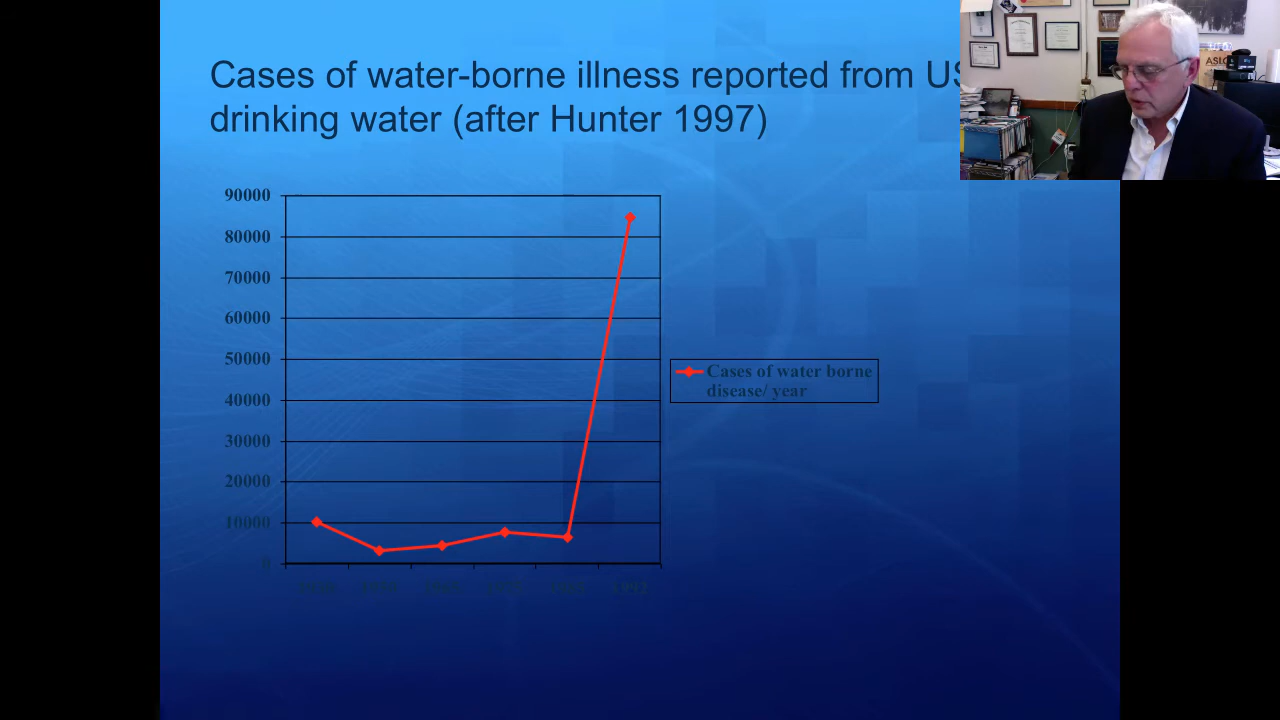 Cases of water-borne illness reported from US
drinking water (after Hunter 1997)
90000
80000
70000
60000
50000
40000
30000
20000
10000
0
Cases of water borne
disease/ year